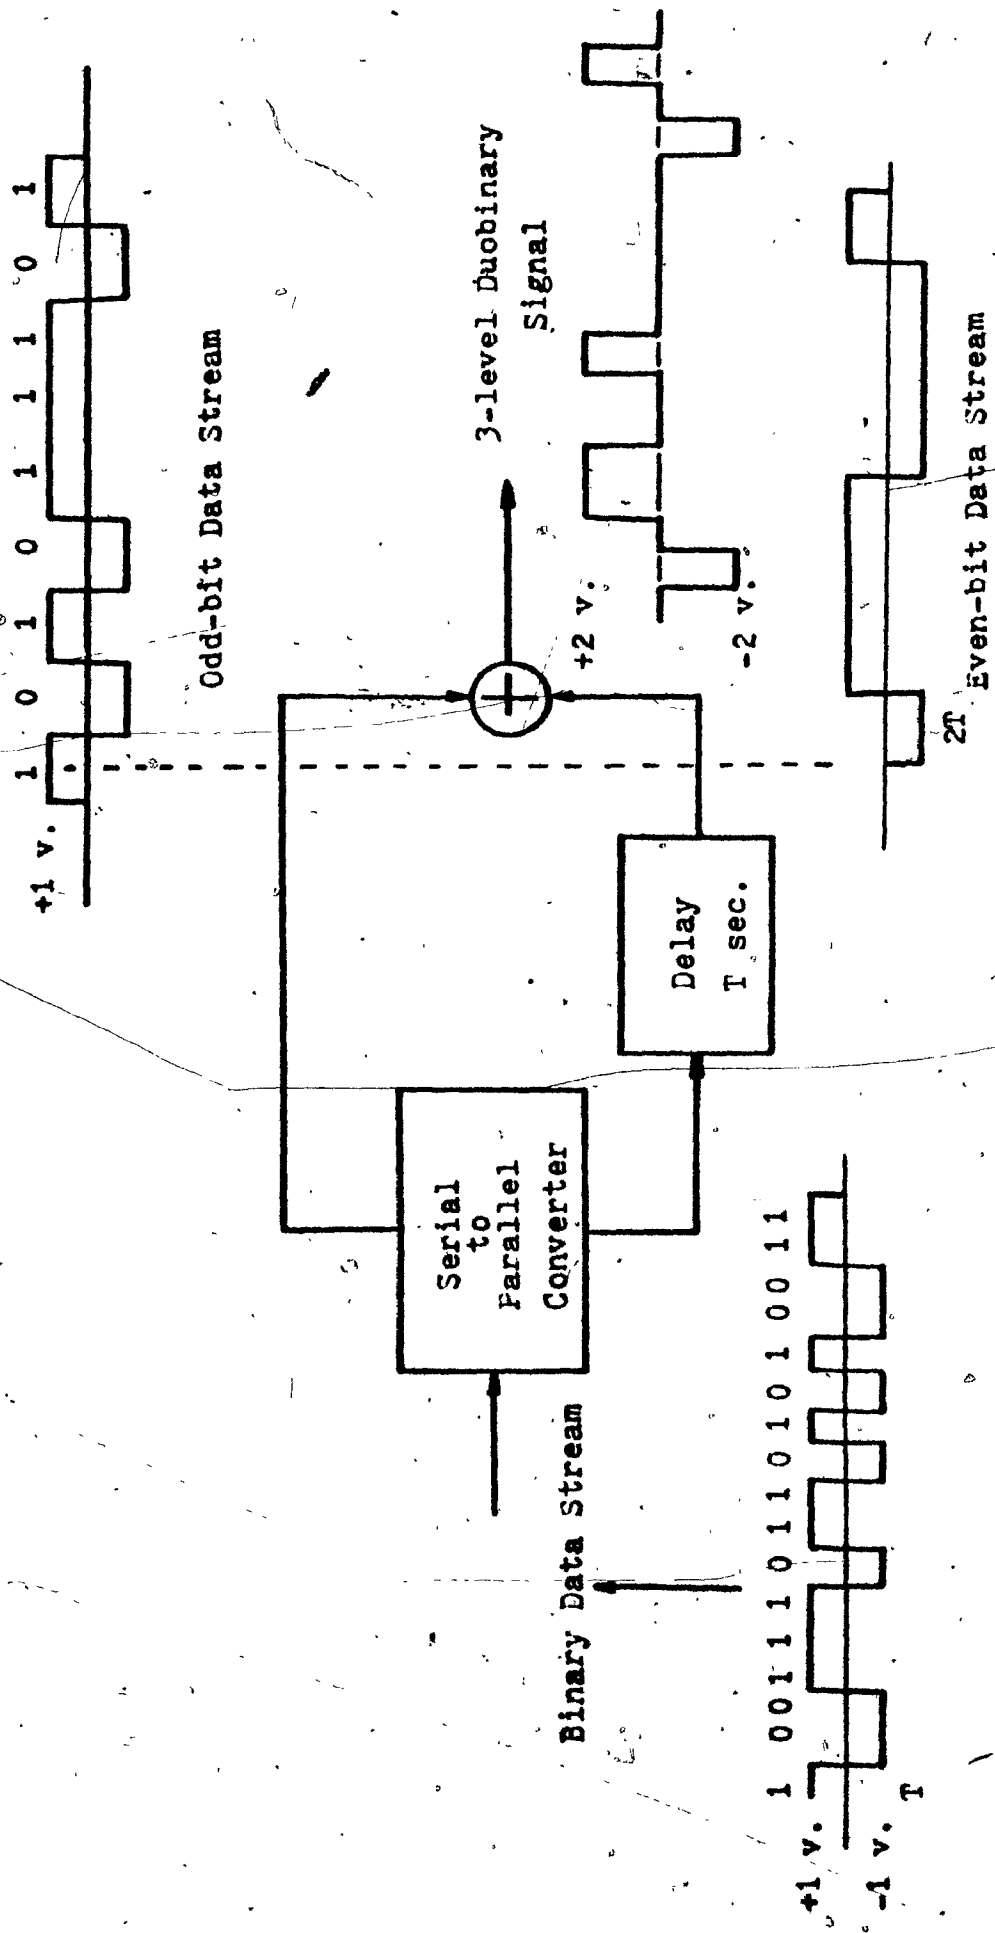 +1 v.
1 0 1 0 1 1 1 0 1
Odd-bit Data Stream
Serial
to
Parallel
Converter
3-level Duobinary
Signal
+2 v.
-2 v.
Delay
T sec.
Binary Data Stream
1 0 0 1 1 1 0 1 1 0 1 0 1 0 0 1 1
+1 v.
-1 v.
T
2T
Even-bit Data Stream